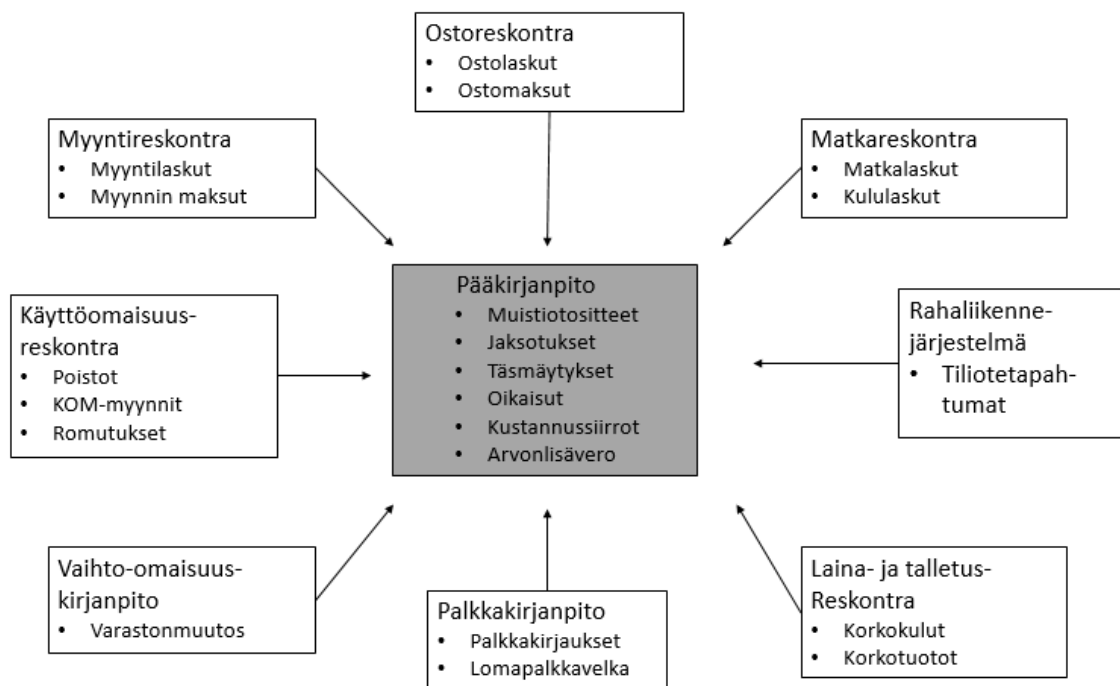 Ostoreskontra
• Ostolaskut
• Ostomaksut
Myyntireskontra
• Myyntilaskut
• Myynnin maksut
Matkareskontra
• Matkalaskut
• Kululaskut
Käyttöomaisuus-
reskontra
• Poistot
• KOM-myynnit
• Romutukset
Pääkirjanpito
• Muistiotositteet
• Jaksotukset
• Täsmäytykset
• Oikaisut
• Kustannussiirrot
• Arvonlisävero
Rahaliikenne-
järjestelmä
• Tiliotetapah-
tumat
Vaihto-omaisuus-
kirjanpito
• Varastonmuutos
Palkkakirjanpito
• Palkkakirjaukset
• Lomapalkkavelka
Laina- ja talletus-
Reskontra
• Korkokulut
• Korkotuotot